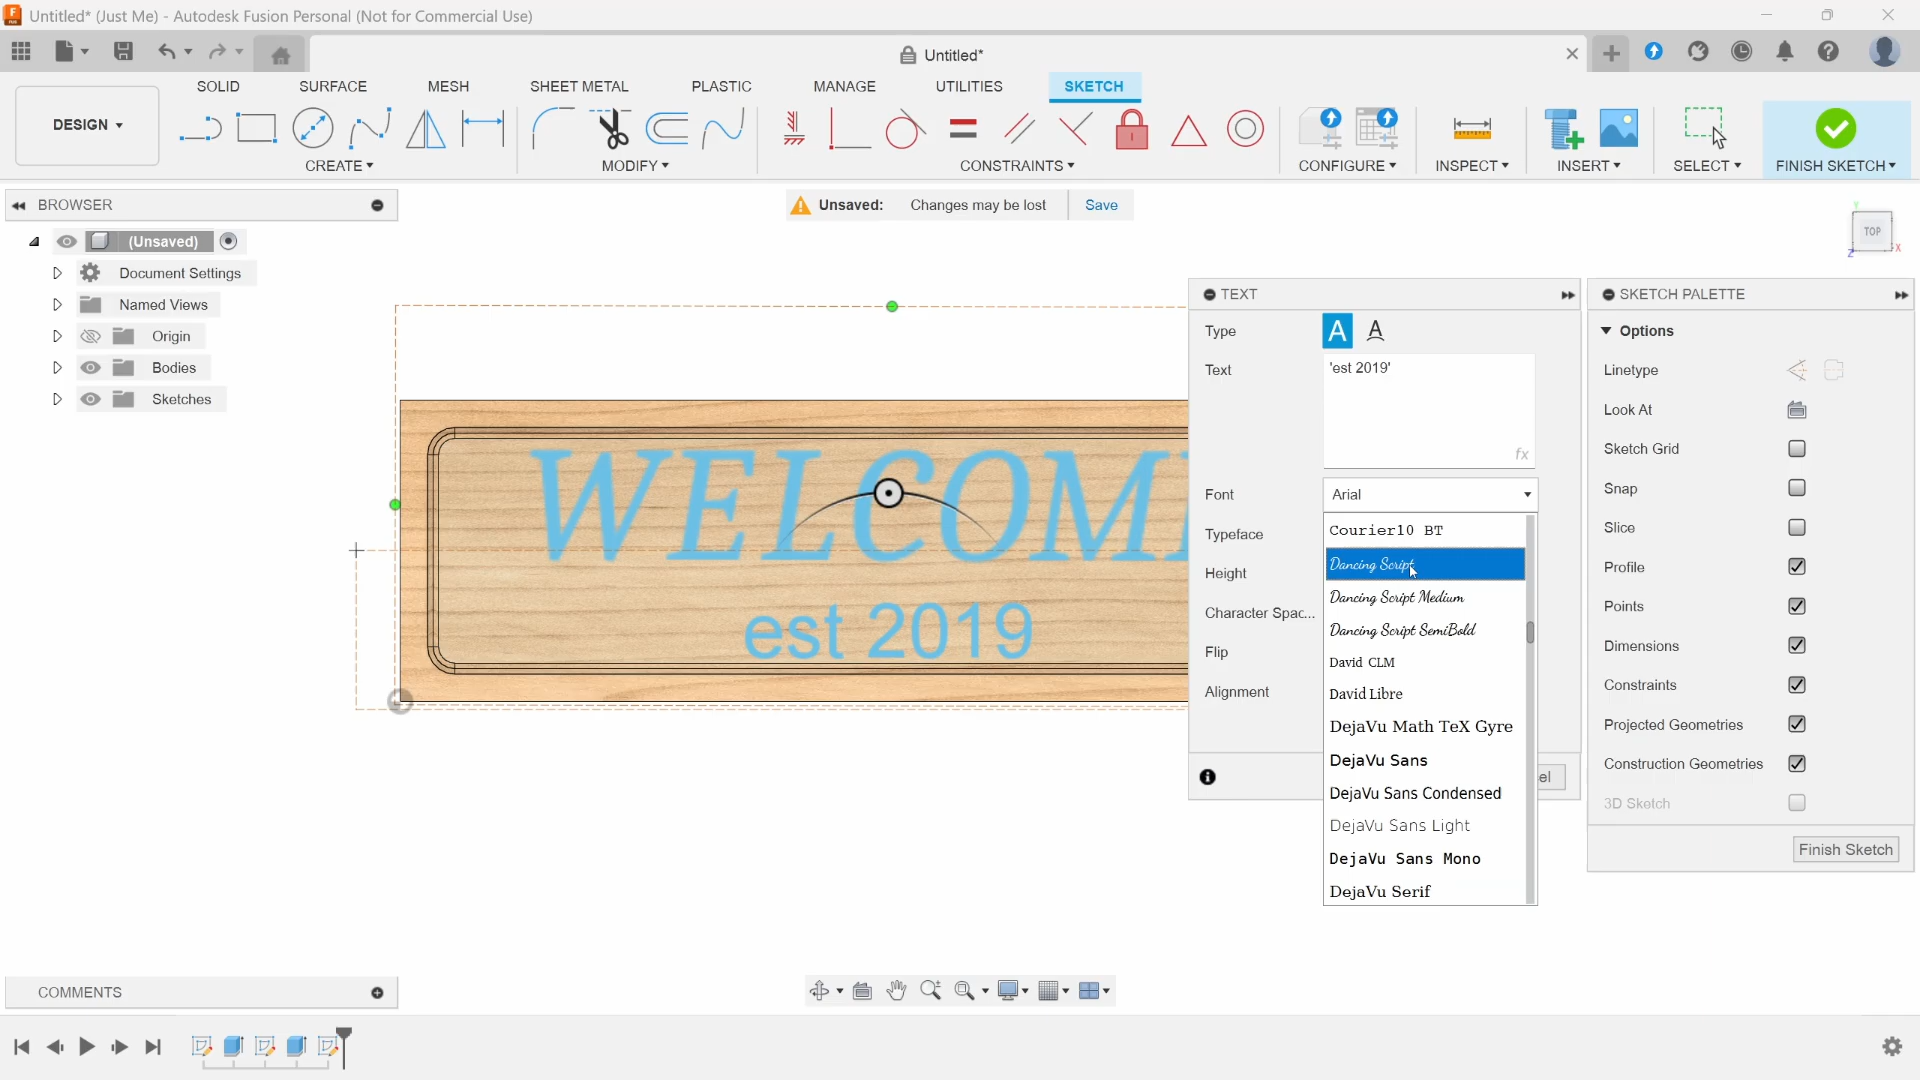 Untitled* (Just Me) - Autodesk Fusion Personal (Not for Commercial Use)
Untitled*
SOLID SURFACE MESH SHEET METAL PLASTIC MANAGE UTILITIES SKETCH
DESIGN
CREATE MODIFY CONSTRAINTS CONFIGURE INSPECT INSERT SELECT FINISH SKETCH
BROWSER
Unsaved: Changes may be lost Save
TOP
X
Z
(Unsaved)
Document Settings
Named Views
Origin
Bodies
Sketches
TEXT
Type A A
Text 'est 2019'
fx
Font Arial
Typeface
Height
Character Spac...
Flip
Alignment
Courier10 BT
Dancing Script
Dancing Script Medium
Dancing Script SemiBold
David CLM
David Libre
DejaVu Math TeX Gyre
DejaVu Sans
DejaVu Sans Condensed
DejaVu Sans Light
DejaVu Sans Mono
DejaVu Serif
el
SKETCH PALETTE
Options
Linetype
Look At
Sketch Grid
Snap
Slice
Profile
Points
Dimensions
Constraints
Projected Geometries
Construction Geometries
3D Sketch
Finish Sketch
WELCOM
est 2019
COMMENTS